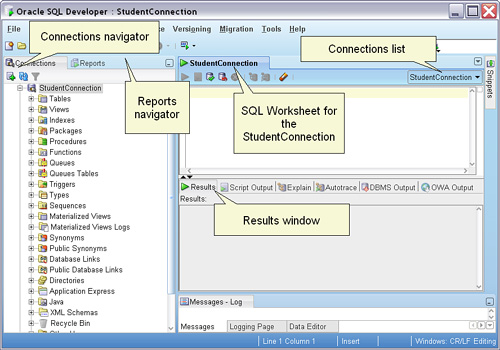 Oracle SQL Developer : StudentConnection
File
ce Versioning Migration Tools Help
Connections navigator
Connections list
Connections Reports
StudentConnection
StudentConnection
Snippets
StudentConnection
Tables
Views
Indexes
Packages
Procedures
Functions
Queues
Queues Tables
Triggers
Types
Sequences
Materialized Views
Materialized Views Logs
Synonyms
Public Synonyms
Database Links
Public Database Links
Directories
Application Express
Java
XML Schemas
Recycle Bin
Reports
navigator
SQL Worksheet for
the
StudentConnection
Results Script Output Explain Autotrace DBMS Output OWA Output
Results:
Results window
Messages - Log
Messages Logging Page Data Editor
Line 1 Column 1 Insert Windows: CR/LF Editing